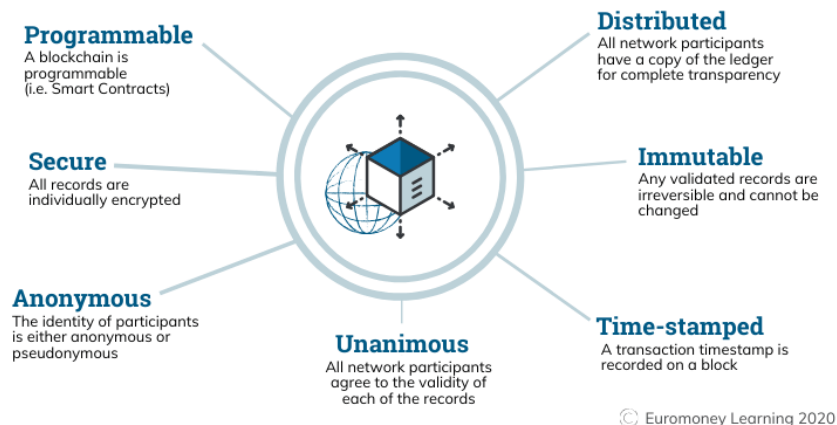 Programmable
A blockchain is
programmable
(i.e. Smart Contracts)
Distributed
All network participants
have a copy of the ledger
for complete transparency
Secure
All records are
individually encrypted
Immutable
Any validated records are
irreversible and cannot be
changed
Anonymous
The identity of participants
is either anonymous or
pseudonymous
Unanimous
All network participants
agree to the validity of
each of the records
Time-stamped
A transaction timestamp is
recorded on a block
© Euromoney Learning 2020